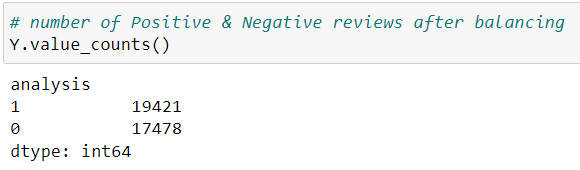 # number of Positive & Negative reviews after balancing
Y.value_counts()
analysis
1           19421
0           17478
dtype: int64